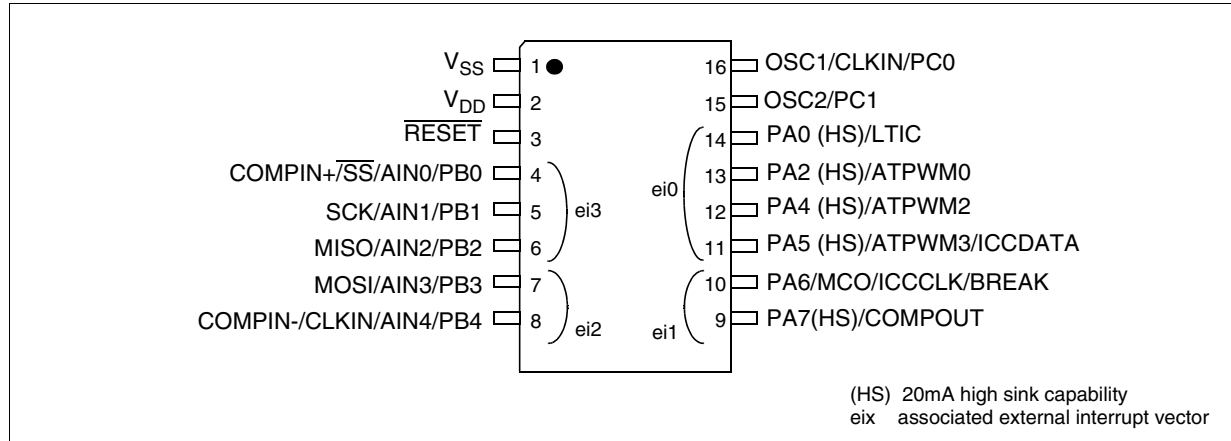 VSS 1
VDD 2
RESET 3
COMPIN+/SS/AIN0/PB0 4
SCK/AIN1/PB1 5
MISO/AIN2/PB2 6
MOSI/AIN3/PB3 7
COMPIN-/CLKIN/AIN4/PB4 8
ei3
ei2
16 OSC1/CLKIN/PC0
15 OSC2/PC1
14 PA0 (HS)/LTIC
13 PA2 (HS)/ATPWM0
12 PA4 (HS)/ATPWM2
11 PA5 (HS)/ATPWM3/ICCDATA
10 PA6/MCO/ICCCLK/BREAK
9 PA7(HS)/COMPOUT
ei0
ei1
(HS) 20mA high sink capability
eix associated external interrupt vector